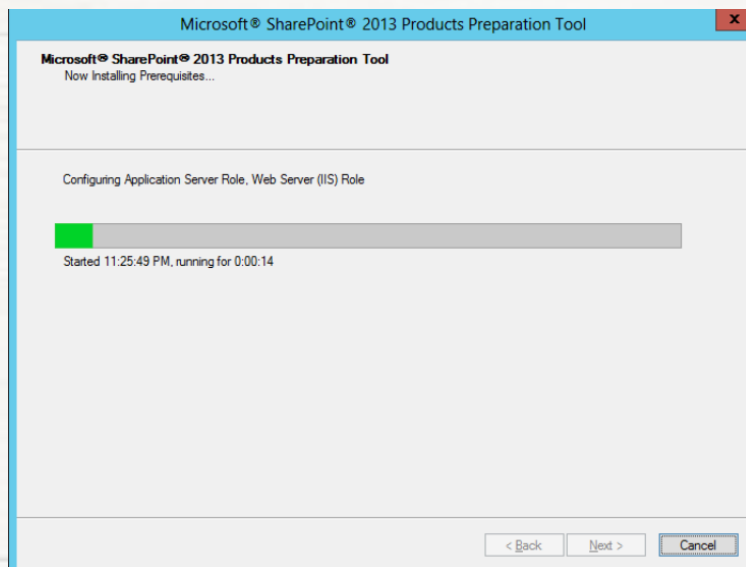 Microsoft® SharePoint® 2013 Products Preparation Tool
x
Microsoft® SharePoint® 2013 Products Preparation Tool
Now Installing Prerequisites...
Configuring Application Server Role, Web Server (IIS) Role
Started 11:25:49 PM, running for 0:00:14
< Back Next > Cancel